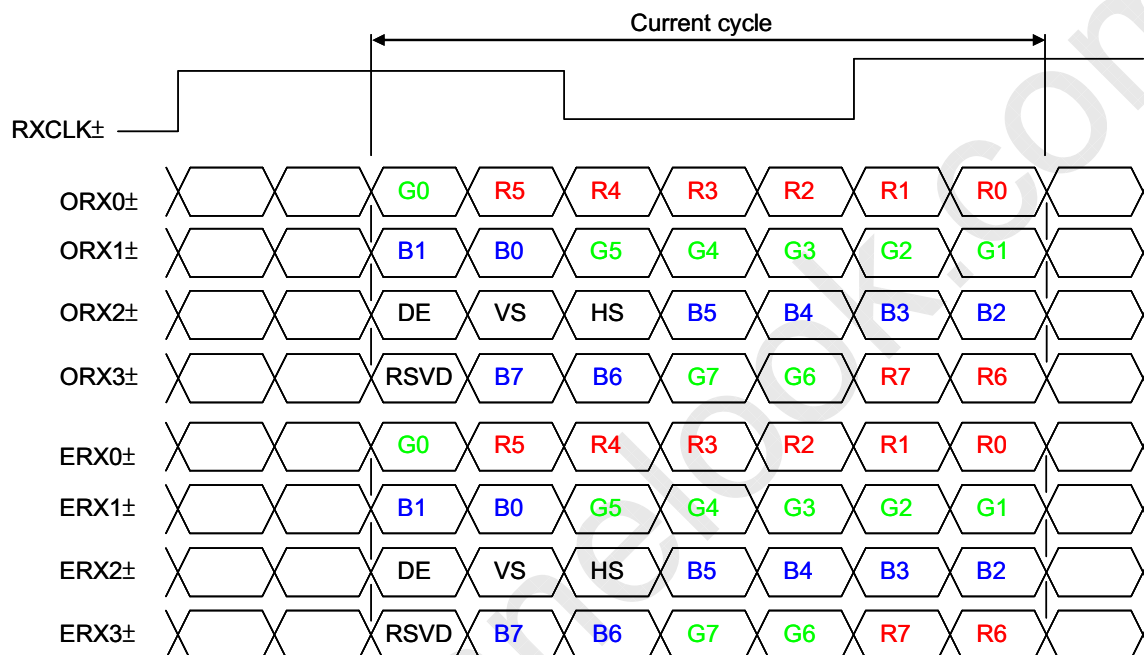 Current cycle
RXCLK±
ORX0± G0 R5 R4 R3 R2 R1 R0
ORX1± B1 B0 G5 G4 G3 G2 G1
ORX2± DE VS HS B5 B4 B3 B2
ORX3± RSVD B7 B6 G7 G6 R7 R6
ERX0± G0 R5 R4 R3 R2 R1 R0
ERX1± B1 B0 G5 G4 G3 G2 G1
ERX2± DE VS HS B5 B4 B3 B2
ERX3± RSVD B7 B6 G7 G6 R7 R6
nelook.com